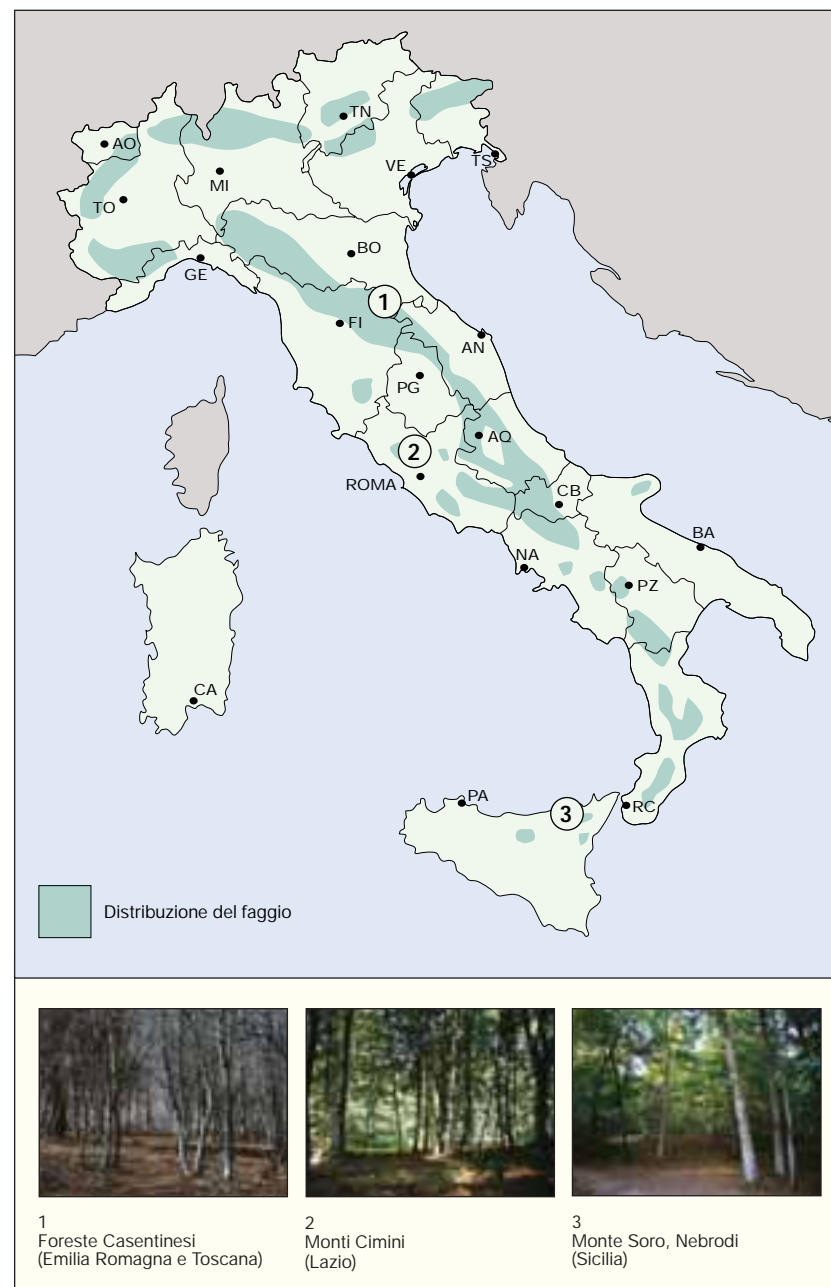 TN
AO
TS
VE
MI
TO
BO
GE
1
FI
AN
PG
AQ
2
ROMA
CB
BA
NA
PZ
CA
PA
3
RC
Distribuzione del faggio
1
Foreste Casentinesi
(Emilia Romagna e Toscana)
2
Monti Cimini
(Lazio)
3
Monte Soro, Nebrodi
(Sicilia)